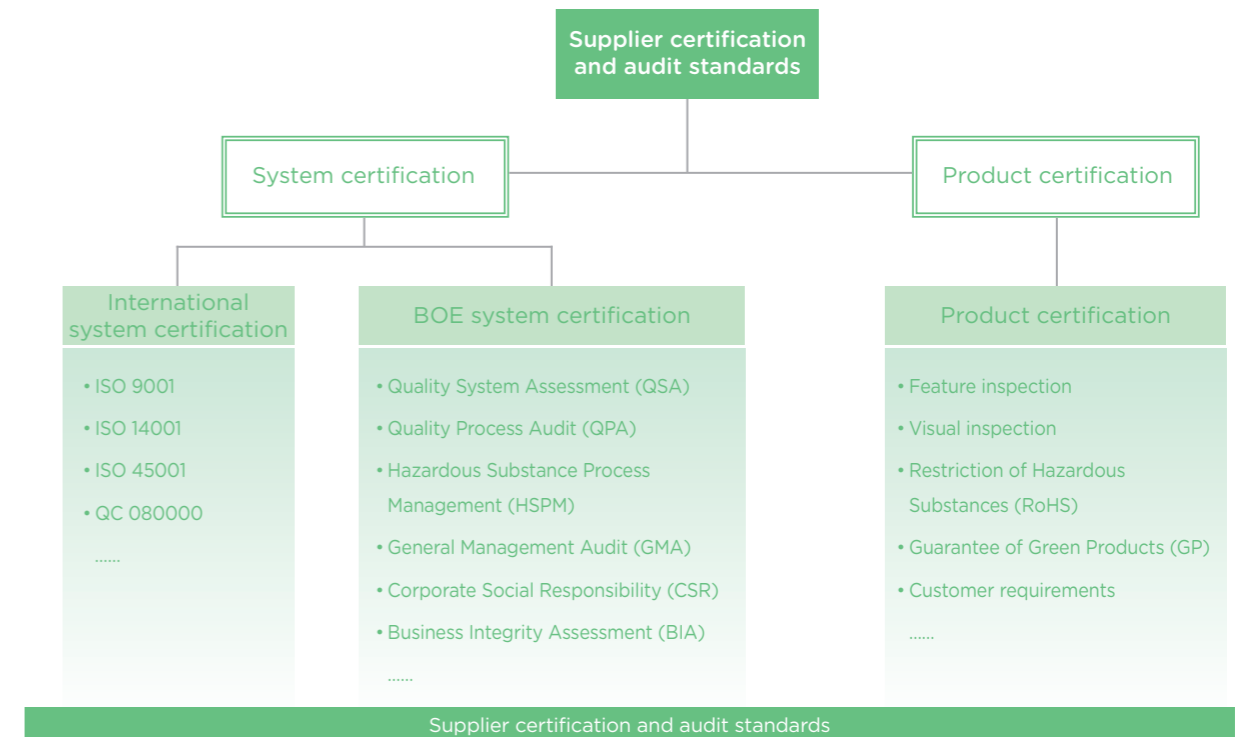 Supplier certification
and audit standards
System certification
Product certification
International
system certification
• ISO 9001
• ISO 14001
• ISO 45001
• QC 080000
......
BOE system certification
• Quality System Assessment (QSA)
• Quality Process Audit (QPA)
• Hazardous Substance Process
Management (HSPM)
• General Management Audit (GMA)
• Corporate Social Responsibility (CSR)
• Business Integrity Assessment (BIA)
......
Product certification
• Feature inspection
• Visual inspection
• Restriction of Hazardous
Substances (RoHS)
• Guarantee of Green Products (GP)
• Customer requirements
......
Supplier certification and audit standards